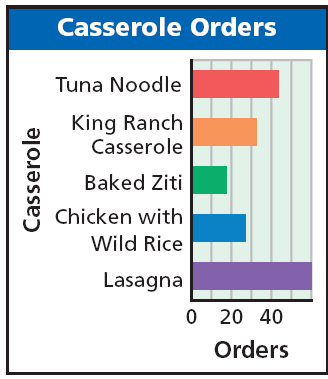 Casserole Orders
Casserole
Tuna Noodle
King Ranch
Casserole
Baked Ziti
Chicken with
Wild Rice
Lasagna
0 20 40
Orders